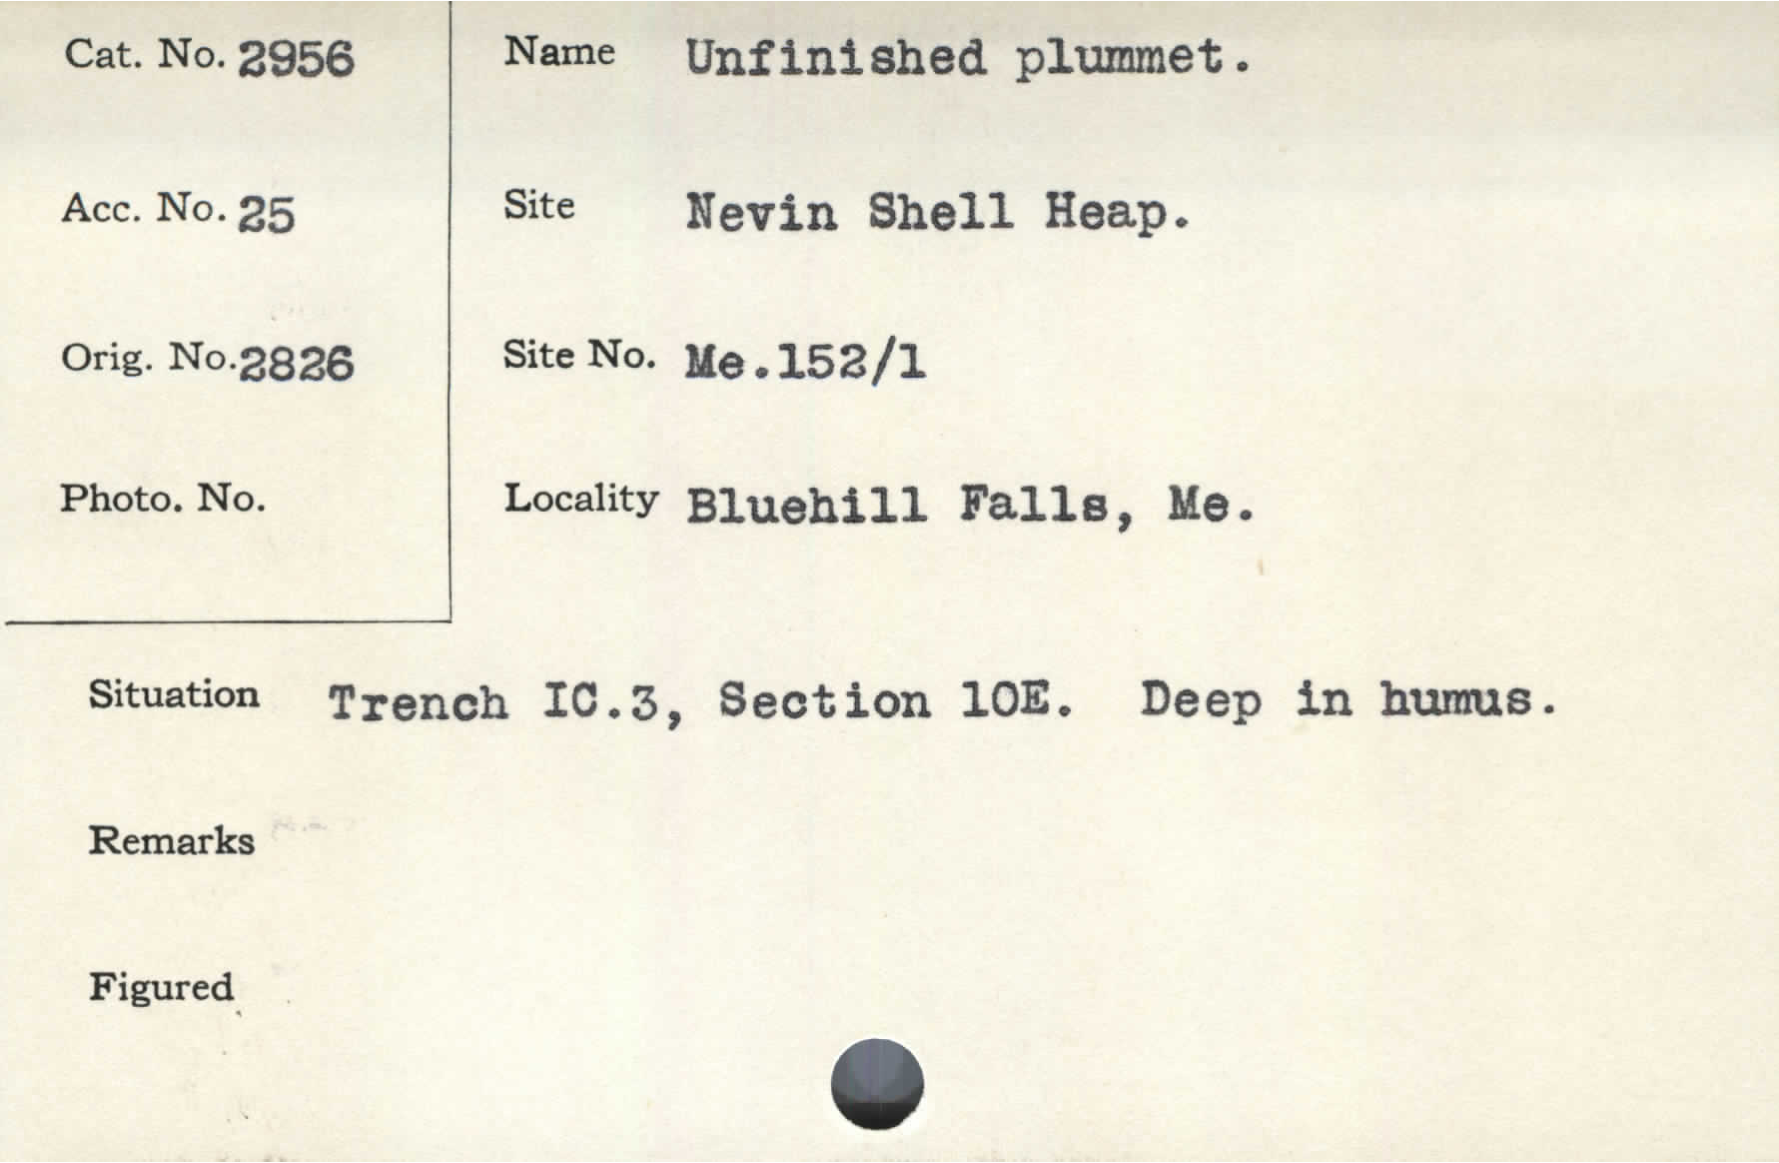 Cat. No. 2956
Name Unfinished plummet.
Acc. No. 25
Site Nevin Shell Heap.
Orig. No. 2826
Site No. Me.152/1
Photo. No.
Locality Bluehill Falls, Me.
Situation Trench IC.3, Section 10E. Deep in humus.
Remarks
Figured